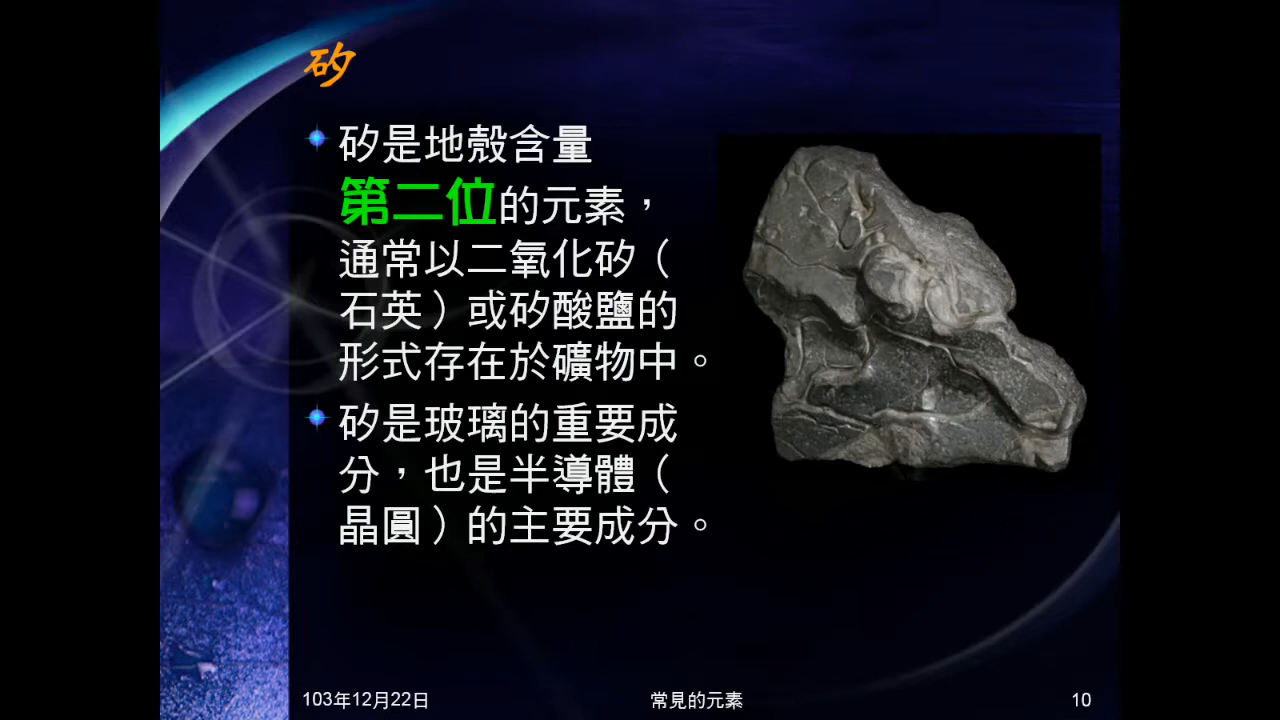 矽
矽是地殼含量
第二位的元素，
通常以二氧化矽（
石英）或矽酸鹽的
形式存在於礦物中。
矽是玻璃的重要成
分，也是半導體（
晶圓）的主要成分。
103年12月22日
常見的元素
10